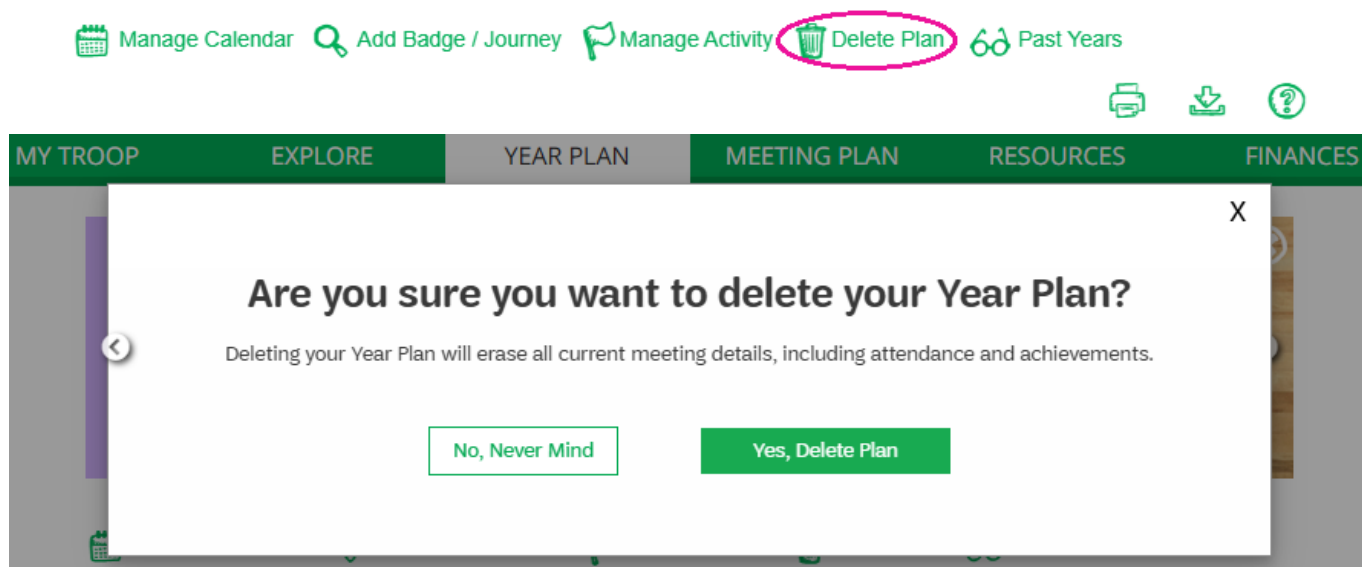 Manage Calendar Add Badge / Journey Manage Activity Delete Plan Past Years
MY TROOP EXPLORE YEAR PLAN MEETING PLAN RESOURCES FINANCES
X
Are you sure you want to delete your Year Plan?
Deleting your Year Plan will erase all current meeting details, including attendance and achievements.
No, Never Mind Yes, Delete Plan